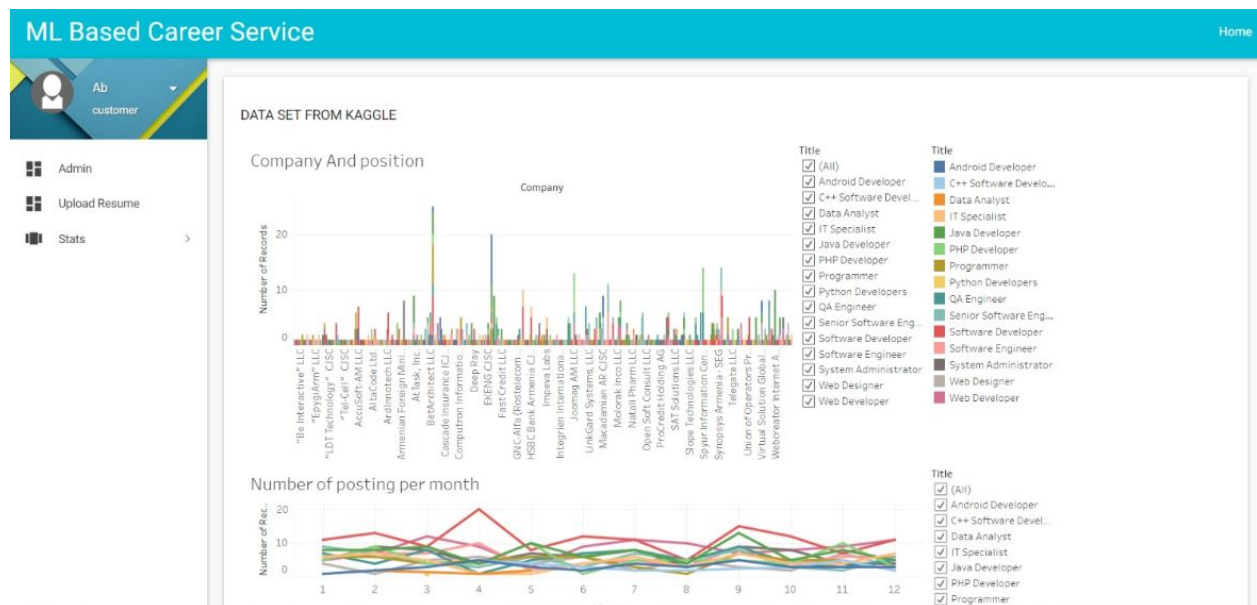 ML Based Career Service
Home
Ab
customer
Admin
Upload Resume
Stats
DATA SET FROM KAGGLE
Company And position
Company
Number of Records
20
10
0
"Be Interactive" LLC
"EpygiArm" LLC
"LDT Technology" CJSC
"Tel-Cell" CJSC
AccuSoft-AM LLC
AltaCode Ltd
ArdInnotech LLC
Armenian Foreign Mini..
AtTask, Inc.
BetArchitect LLC
Cascade Insurance ICJ..
Computron Informatio..
Deep Ray
EKENG CJSC
FastCredit LLC
GNC-Alfa (Rostelecom ..
HSBC Bank Armenia CJ..
Impeva Labs
Integrien Internationa..
Joomag AM LLC
LinkGard Systems, LLC
Macadamian AR CJSC
Molorak Inco LLC
Natali Pharm LLC
Open Soft Consult LLC
ProCredit Holding AG
SAT Solutions LLC
Slope Technologies LLC
Spyur Information Cen..
Synopsys Armenia - SEG
Telegate LLC
Union of Operators Pr..
Virtual Solution Global..
Weboreator Internet A..
Title
(All)
Android Developer
C++ Software Devel...
Data Analyst
IT Specialist
Java Developer
PHP Developer
Programmer
Python Developers
QA Engineer
Senior Software Eng...
Software Developer
Software Engineer
System Administrator
Web Designer
Web Developer
Title
Android Developer
C++ Software Develo...
Data Analyst
IT Specialist
Java Developer
PHP Developer
Programmer
Python Developers
QA Engineer
Senior Software Eng...
Software Developer
Software Engineer
System Administrator
Web Designer
Web Developer
Number of posting per month
Number of Rec..
20
10
0
1 2 3 4 5 6 7 8 9 10 11 12
Title
(All)
Android Developer
C++ Software Devel...
Data Analyst
IT Specialist
Java Developer
PHP Developer
Programmer